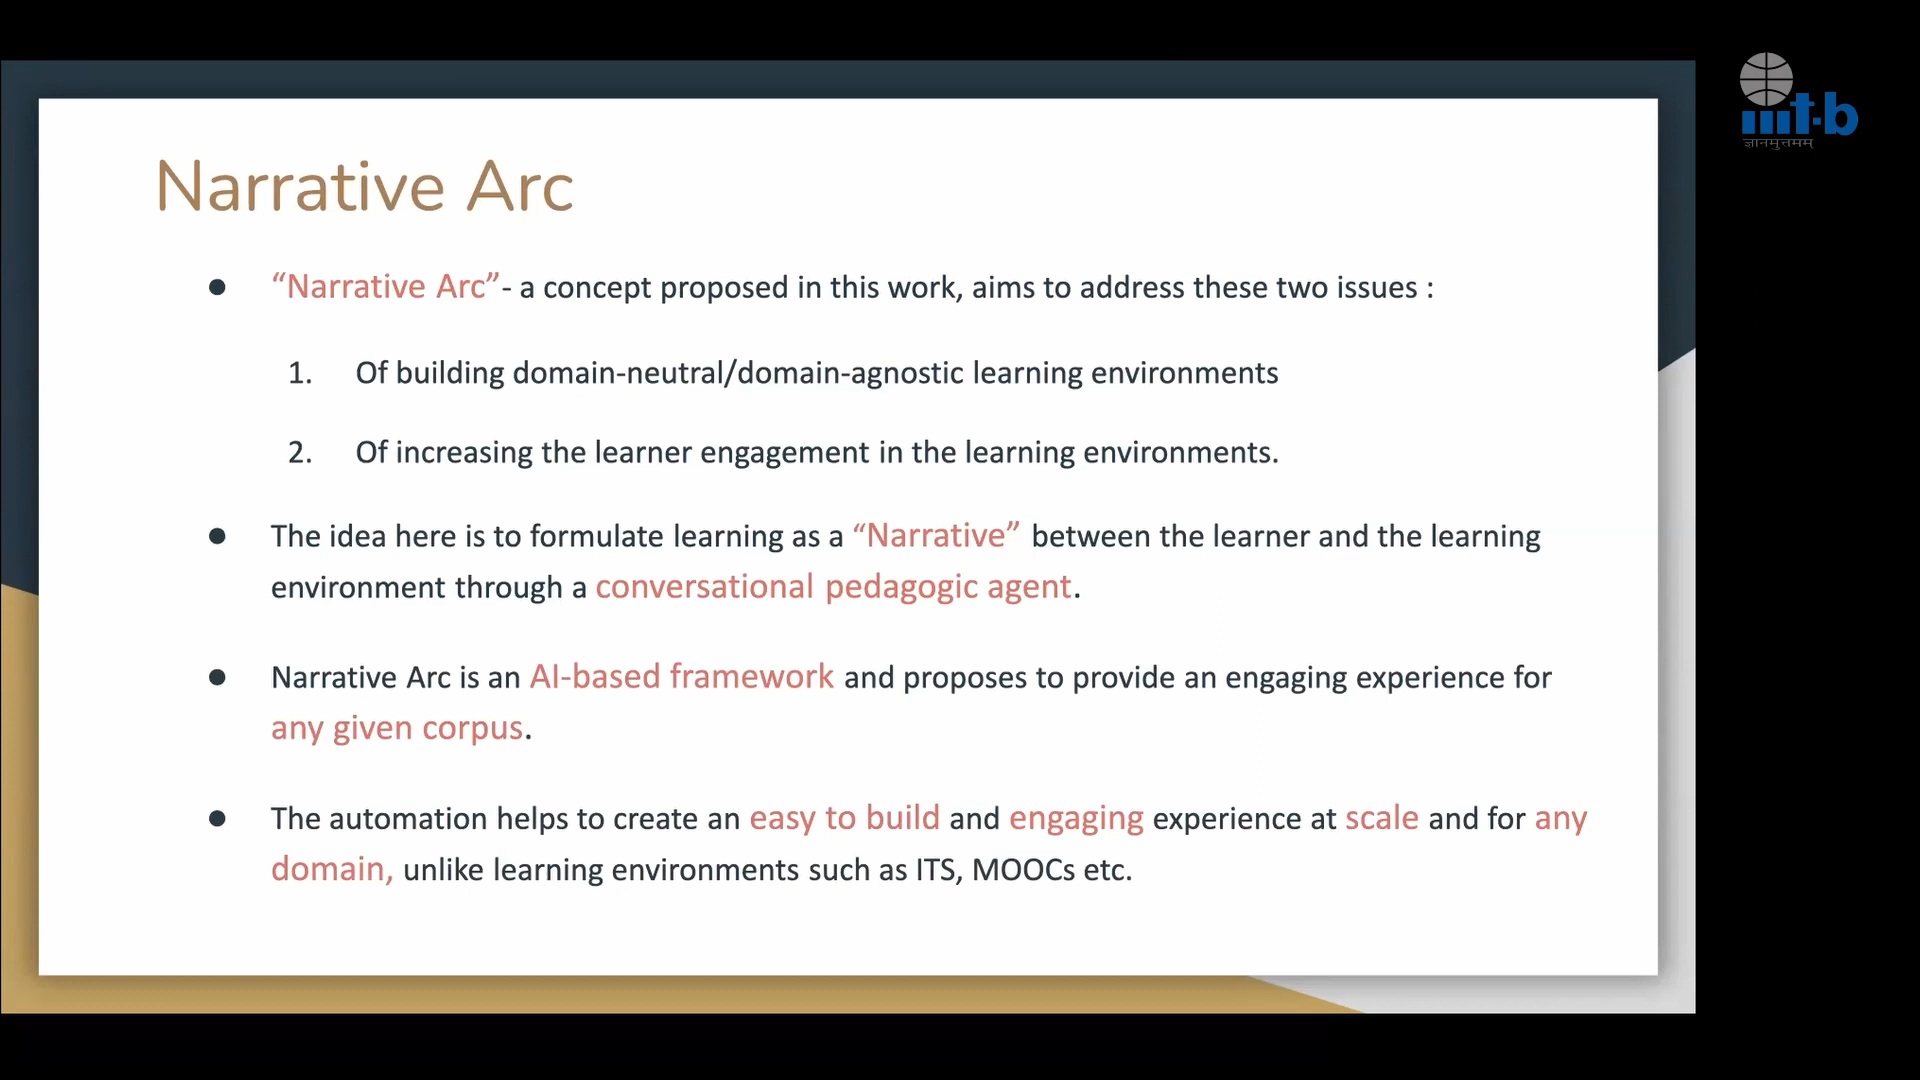 iiit-b
ज्ञानमुत्तमम्
Narrative Arc
● “Narrative Arc”- a concept proposed in this work, aims to address these two issues :
1. Of building domain-neutral/domain-agnostic learning environments
2. Of increasing the learner engagement in the learning environments.
● The idea here is to formulate learning as a “Narrative” between the learner and the learning
environment through a conversational pedagogic agent.
● Narrative Arc is an AI-based framework and proposes to provide an engaging experience for
any given corpus.
● The automation helps to create an easy to build and engaging experience at scale and for any
domain, unlike learning environments such as ITS, MOOCs etc.